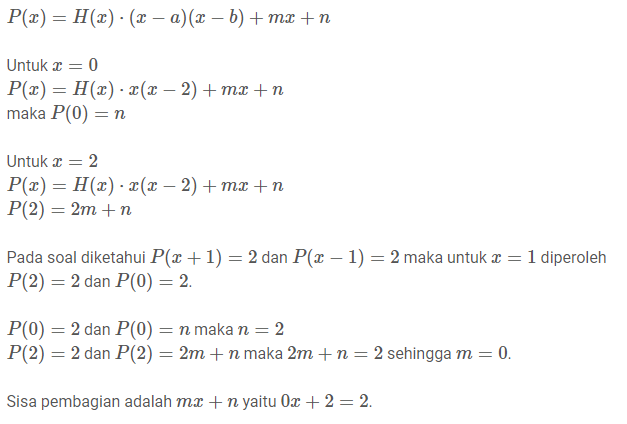 P(x) = H(x) · (x − a)(x − b) + mx + n
Untuk x = 0
P(x) = H(x) · x(x − 2) + mx + n
maka P(0) = n
Untuk x = 2
P(x) = H(x) · x(x − 2) + mx + n
P(2) = 2m + n
Pada soal diketahui P(x + 1) = 2 dan P(x − 1) = 2 maka untuk x = 1 diperoleh
P(2) = 2 dan P(0) = 2.
P(0) = 2 dan P(0) = n maka n = 2
P(2) = 2 dan P(2) = 2m + n maka 2m + n = 2 sehingga m = 0.
Sisa pembagian adalah mx + n yaitu 0x + 2 = 2.